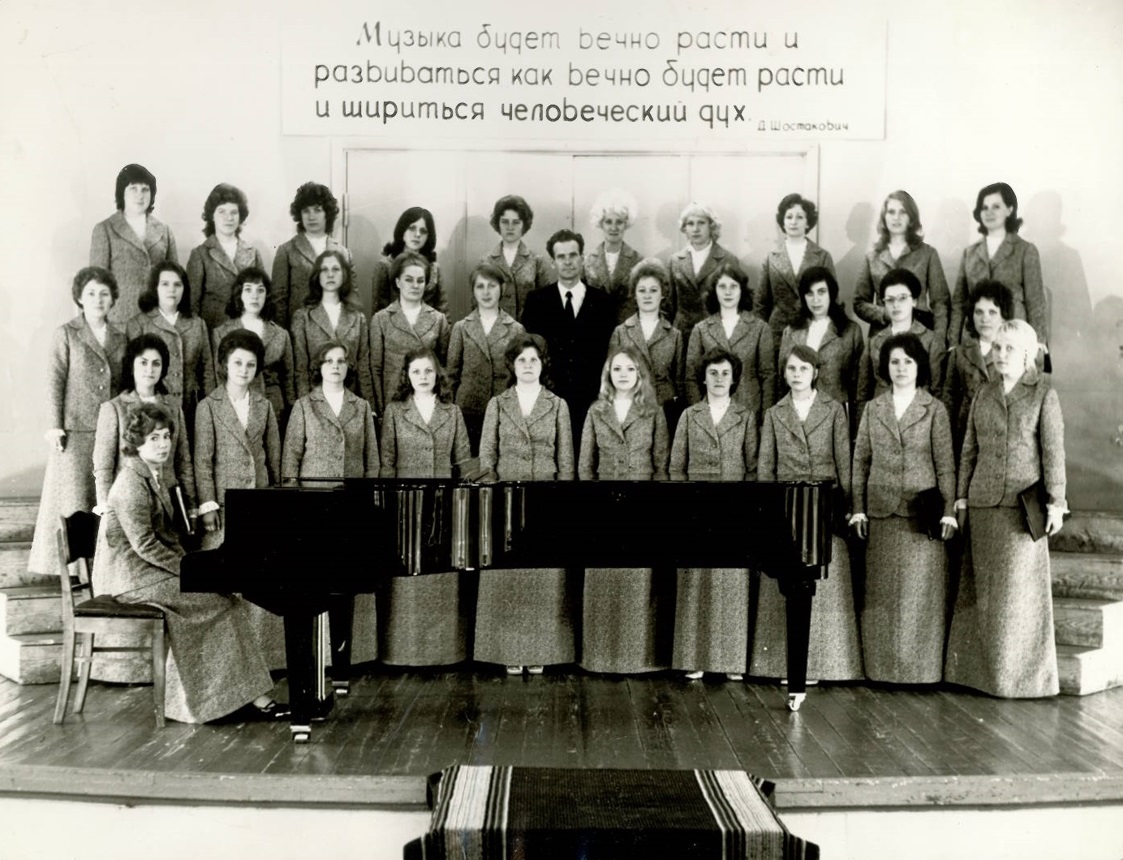 Музыка будет вечно расти и
развиваться как вечно будет расти
и шириться человеческий дух.
Д. Шостакович